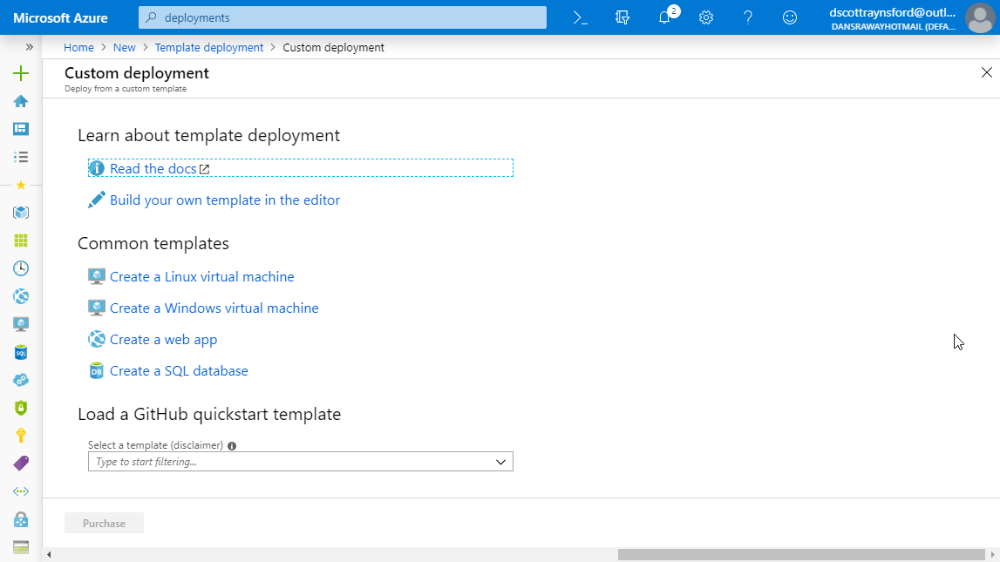 Microsoft Azure
deployments
2
dscottraynsford@outl...
DANSRAWAYHOTMAIL (DEFA...
Home > New > Template deployment > Custom deployment
Custom deployment
Deploy from a custom template
Learn about template deployment
Read the docs
Build your own template in the editor
Common templates
Create a Linux virtual machine
Create a Windows virtual machine
Create a web app
DB Create a SQL database
SQL
Load a GitHub quickstart template
Select a template (disclaimer)
Type to start filtering...
Purchase